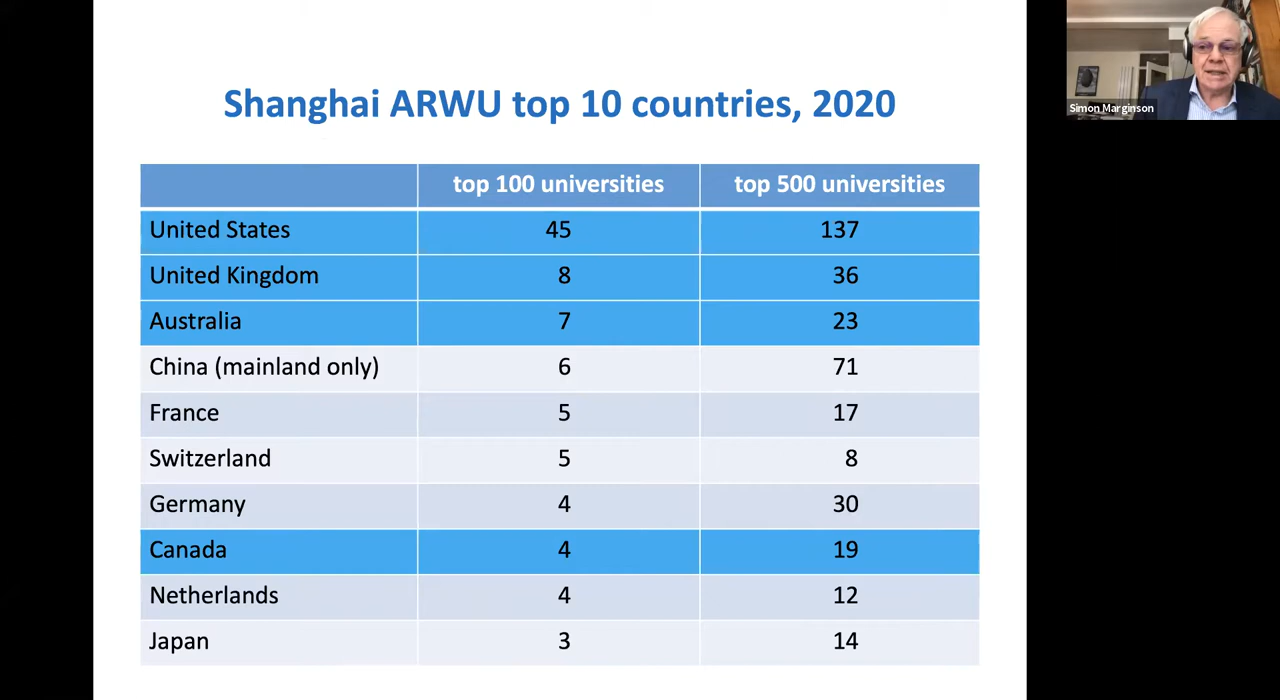 Shanghai ARWU top 10 countries, 2020
Simon Marginson
top 100 universities top 500 universities
United States 45 137
United Kingdom 8 36
Australia 7 23
China (mainland only) 6 71
France 5 17
Switzerland 5 8
Germany 4 30
Canada 4 19
Netherlands 4 12
Japan 3 14